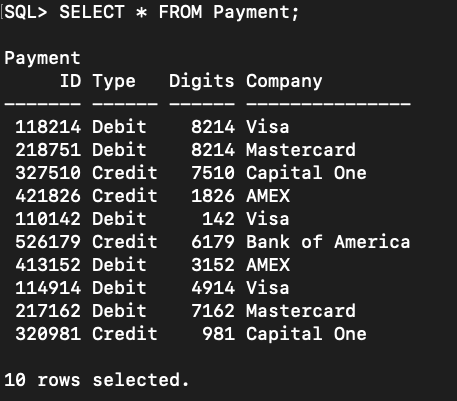 SQL> SELECT * FROM Payment;
Payment
ID Type Digits Company
------- ------ ------ ---------------
118214 Debit 8214 Visa
218751 Debit 8214 Mastercard
327510 Credit 7510 Capital One
421826 Credit 1826 AMEX
110142 Debit 142 Visa
526179 Credit 6179 Bank of America
413152 Debit 3152 AMEX
114914 Debit 4914 Visa
217162 Debit 7162 Mastercard
320981 Credit 981 Capital One
10 rows selected.